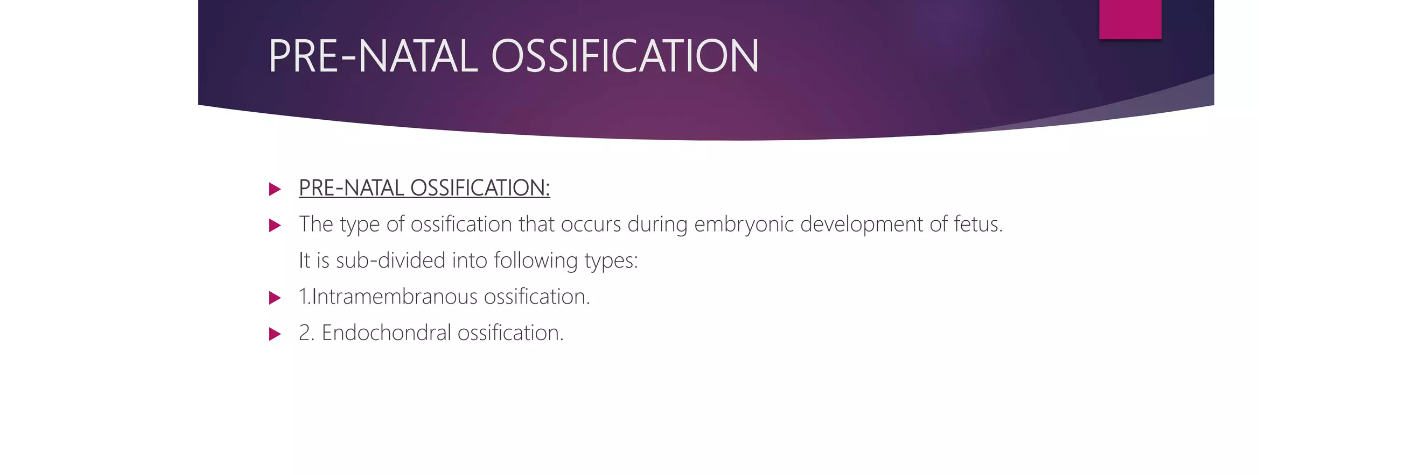 PRE-NATAL OSSIFICATION
PRE-NATAL OSSIFICATION:
The type of ossification that occurs during embryonic development of fetus.
It is sub-divided into following types:
1.Intramembranous ossification.
2. Endochondral ossification.